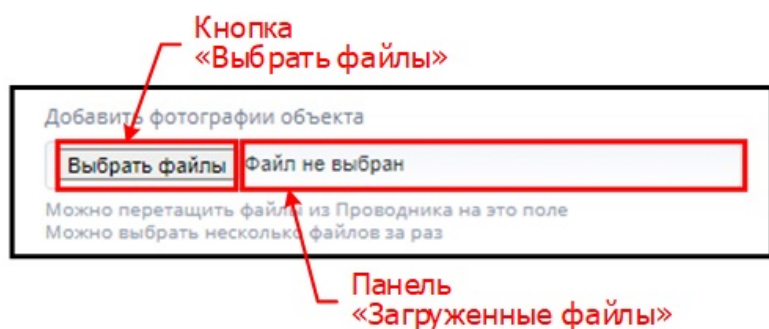 Кнопка
«Выбрать файлы»
Добавить фотографии объекта
Выбрать файлы Файл не выбран
Можно перетащить файлы из Проводника на это поле
Можно выбрать несколько файлов за раз
Панель
«Загруженные файлы»